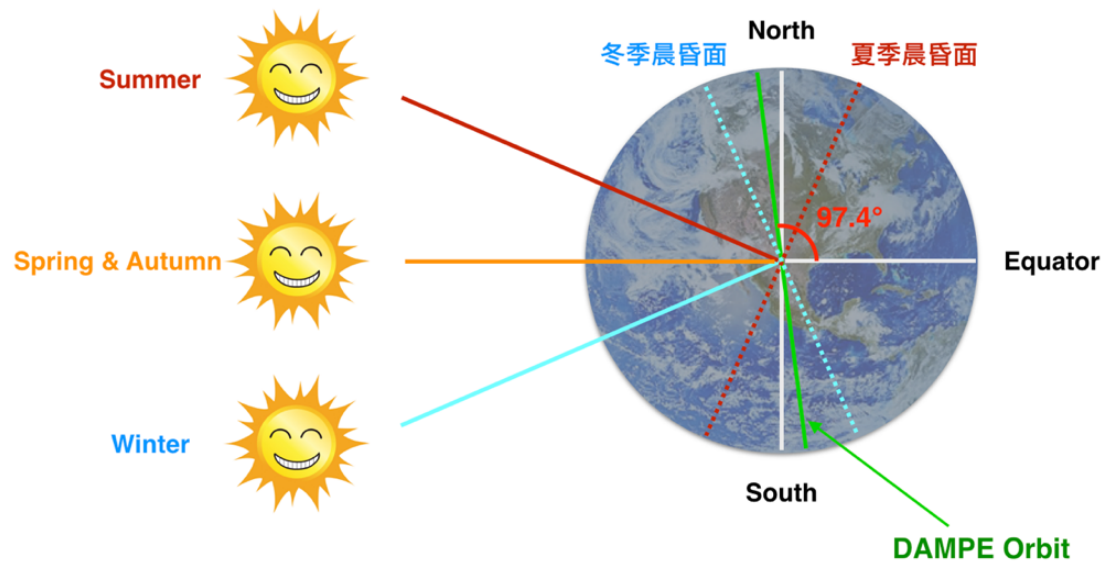 North
冬季晨昏面
夏季晨昏面
Summer
97.4°
Spring & Autumn
Equator
Winter
South
DAMPE Orbit